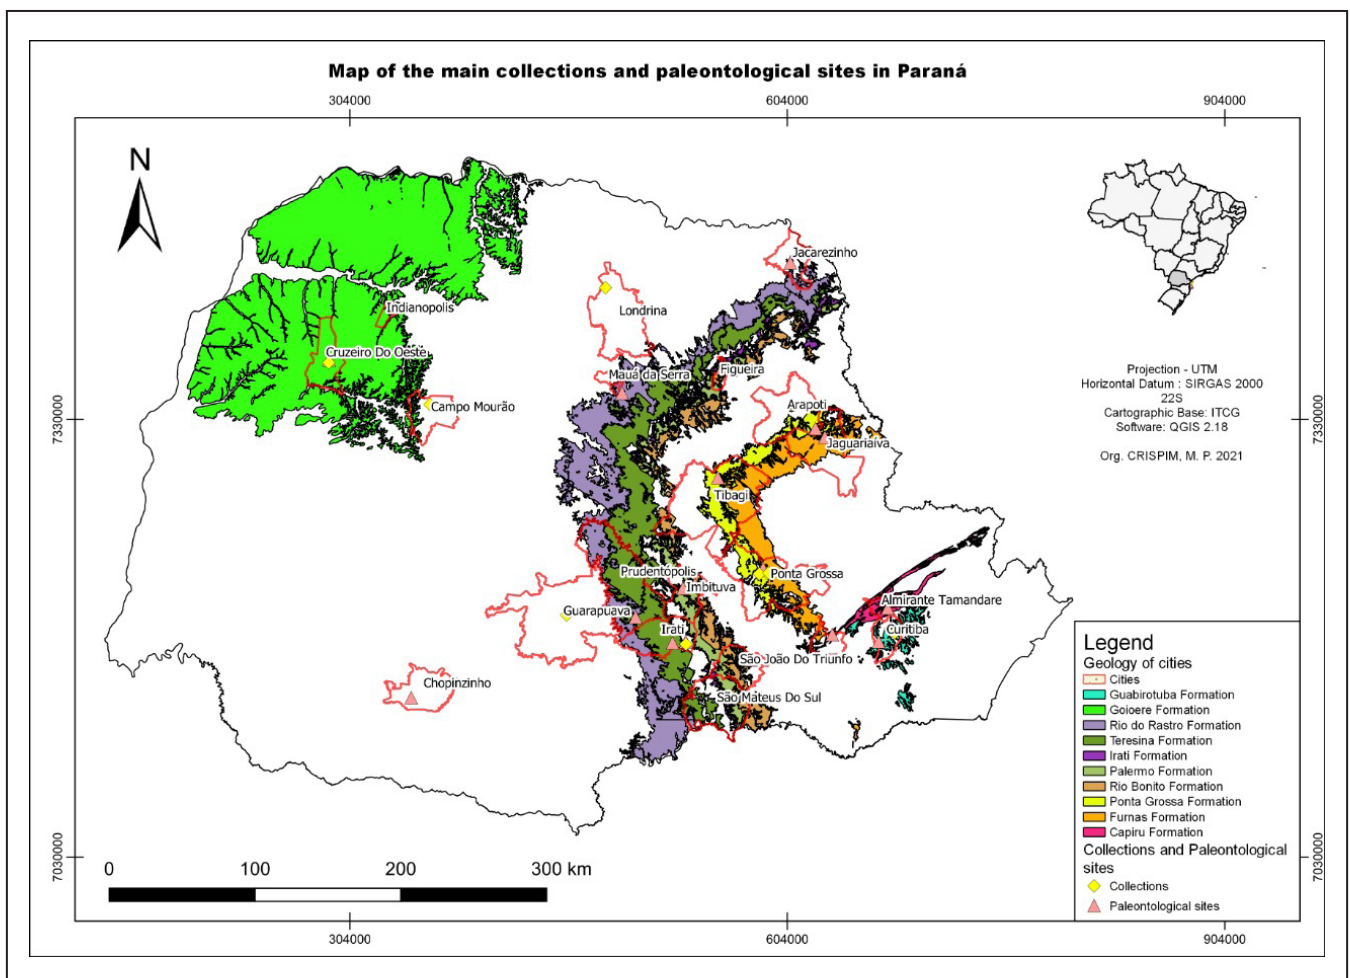 Map of the main collections and paleontological sites in Paraná
304000
604000
904000
N
Jacarezinho
Indianopolis
Londrina
Cruzeiro Do Oeste
Mauá da Serra
Figueira
Campo Mourão
Arapoti
Jaguariaiva
Tibagi
Prudentópolis
Imbituva
Ponta Grossa
Guarapuava
Irati
Almirante Tamandare
Curitiba
São João Do Triunfo
Chopinzinho
São Mateus Do Sul
7330000
7330000
7030000
7030000
Projection - UTM
Horizontal Datum : SIRGAS 2000
22S
Cartographic Base: ITCG
Software: QGIS 2.18
Org. CRISPIM, M. P. 2021
Legend
Geology of cities
Cities
Guabirotuba Formation
Goioere Formation
Rio do Rastro Formation
Teresina Formation
Irati Formation
Palermo Formation
Rio Bonito Formation
Ponta Grossa Formation
Furnas Formation
Capiru Formation
Collections and Paleontological
sites
Collections
Paleontological sites
0 100 200 300 km
304000
604000
904000